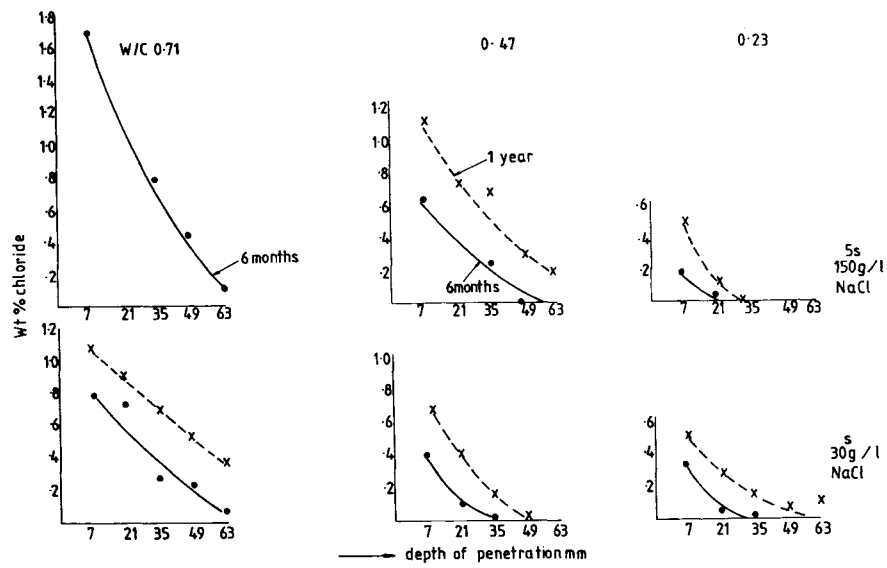 Wt % chloride
W/C 0.71
1.8
1.6
1.4
1.2
1.0
.8
.6
.4
.2
6 months
7 21 35 49 63
0.47
1.2
1.0
.8
.6
.4
.2
1 year
6months
7 21 35 49 63
0.23
.6
.4
.2
7 21 35 49 63
5s
150g/l
NaCl
1.2
1.0
.8
.6
.4
.2
7 21 35 49 63
1.0
.8
.6
.4
.2
7 21 35 49 63
.6
.4
.2
7 21 35 49 63
s
30g/l
NaCl
depth of penetration mm